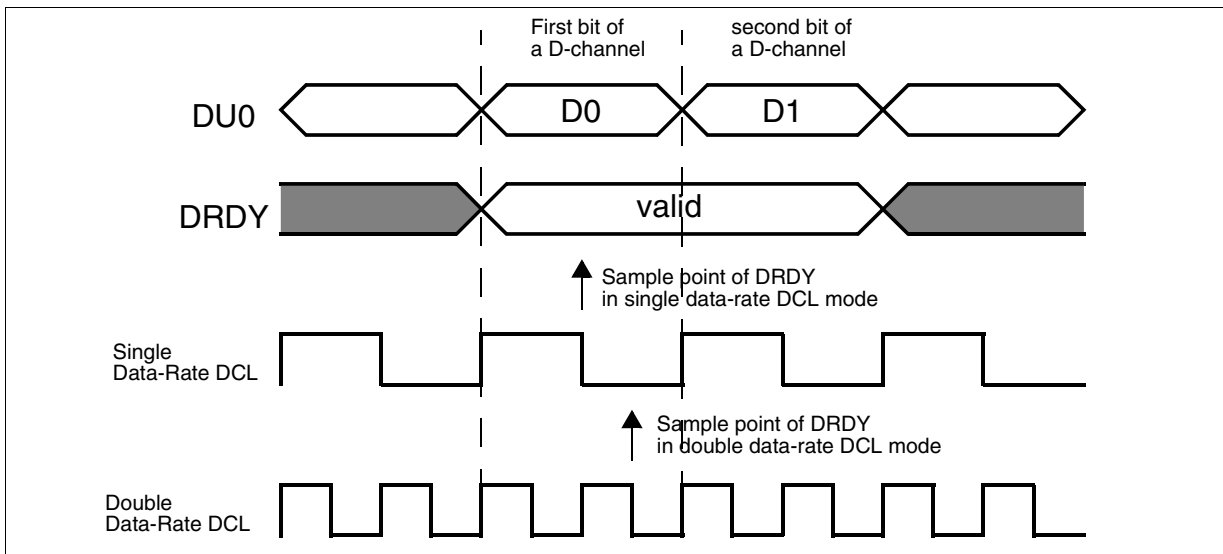 First bit of
a D-channel
second bit of
a D-channel
DU0
D0
D1
DRDY
valid
Sample point of DRDY
in single data-rate DCL mode
Single
Data-Rate DCL
Sample point of DRDY
in double data-rate DCL mode
Double
Data-Rate DCL